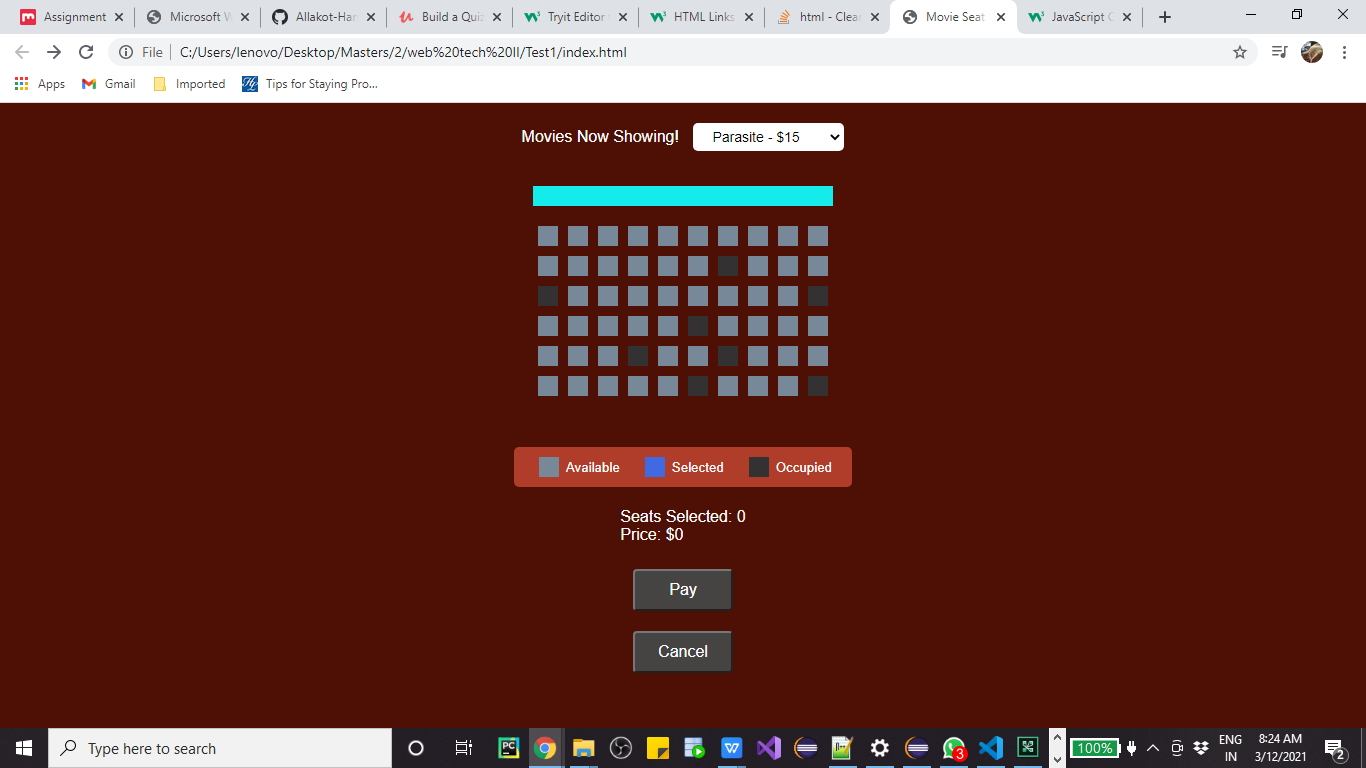 Assignment
Microsoft W
Allakot-Har
Build a Quiz
Tryit Editor
HTML Links
html - Clear
Movie Seat
JavaScript C
File
C:/Users/lenovo/Desktop/Masters/2/web%20tech%20II/Test1/index.html
Apps
Gmail
Imported
Tips for Staying Pro...
Movies Now Showing!
Parasite - $15
Available
Selected
Occupied
Seats Selected: 0
Price: $0
Pay
Cancel
Type here to search
PC
W
3
100%
ENG
IN
8:24 AM
3/12/2021
2